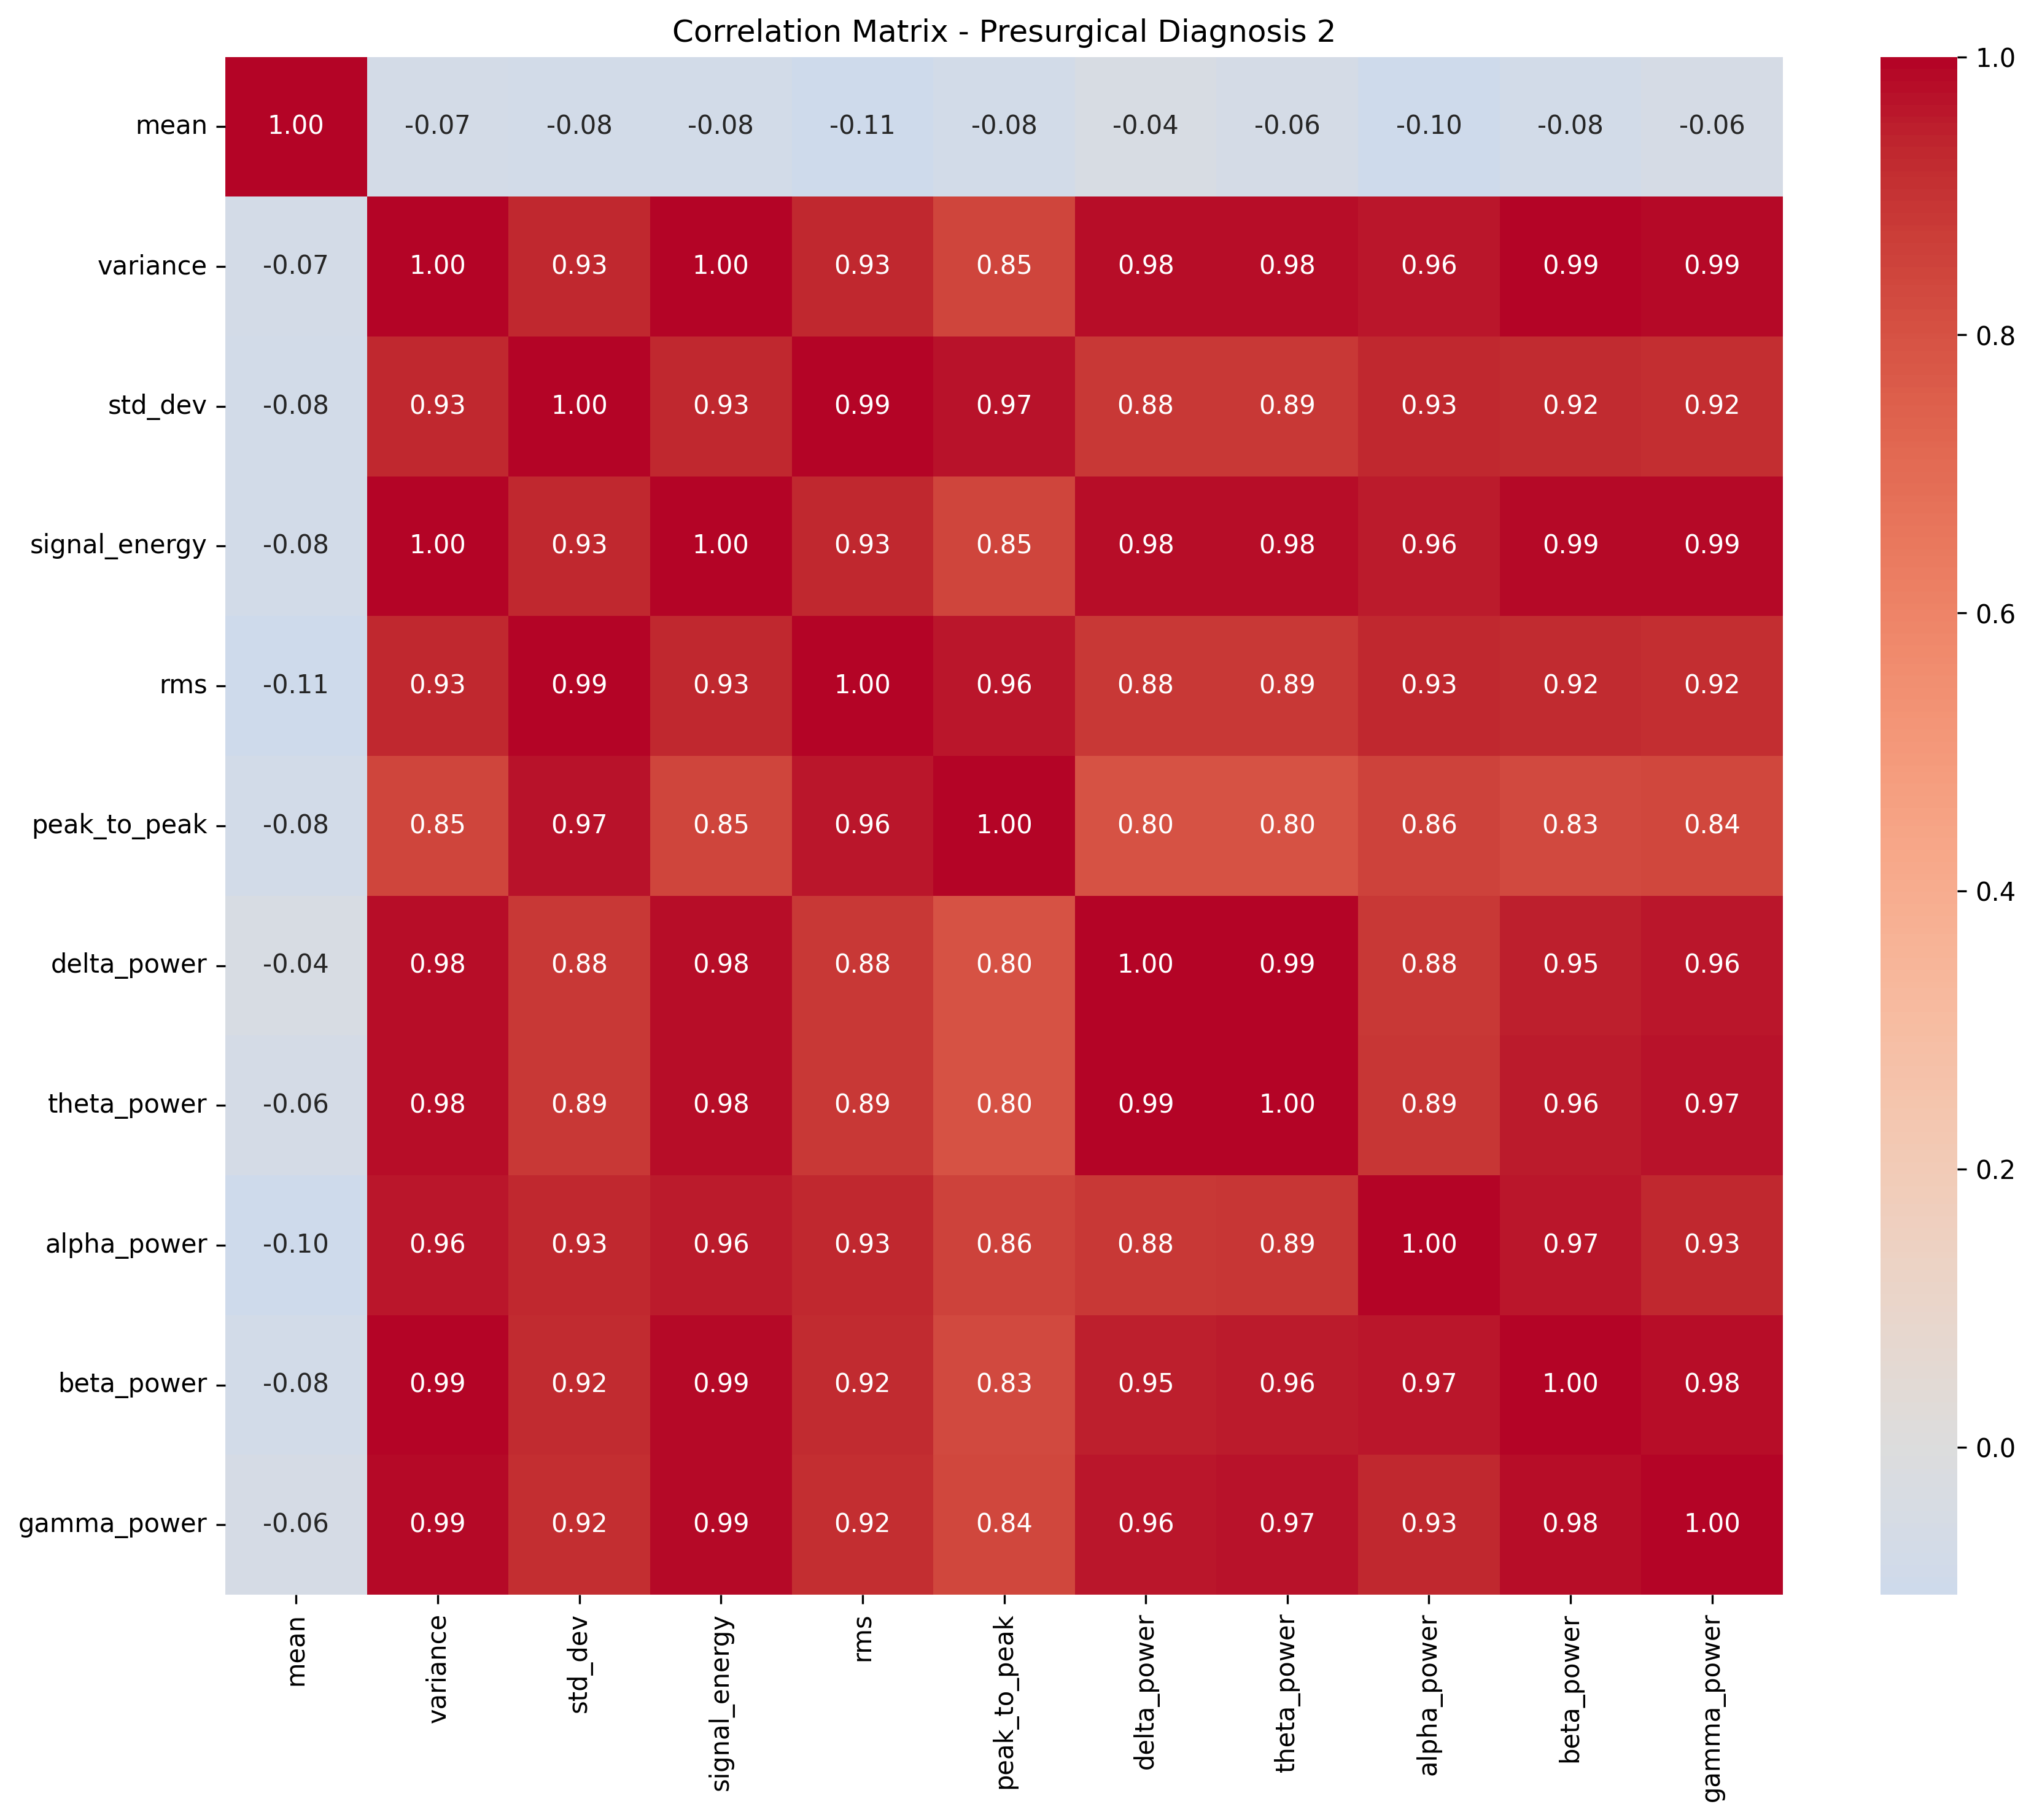 Correlation Matrix - Presurgical Diagnosis 2
mean 1.00 -0.07 -0.08 -0.08 -0.11 -0.08 -0.04 -0.06 -0.10 -0.08 -0.06
variance -0.07 1.00 0.93 1.00 0.93 0.85 0.98 0.98 0.96 0.99 0.99
std_dev -0.08 0.93 1.00 0.93 0.99 0.97 0.88 0.89 0.93 0.92 0.92
signal_energy -0.08 1.00 0.93 1.00 0.93 0.85 0.98 0.98 0.96 0.99 0.99
rms -0.11 0.93 0.99 0.93 1.00 0.96 0.88 0.89 0.93 0.92 0.92
peak_to_peak -0.08 0.85 0.97 0.85 0.96 1.00 0.80 0.80 0.86 0.83 0.84
delta_power -0.04 0.98 0.88 0.98 0.88 0.80 1.00 0.99 0.88 0.95 0.96
theta_power -0.06 0.98 0.89 0.98 0.89 0.80 0.99 1.00 0.89 0.96 0.97
alpha_power -0.10 0.96 0.93 0.96 0.93 0.86 0.88 0.89 1.00 0.97 0.93
beta_power -0.08 0.99 0.92 0.99 0.92 0.83 0.95 0.96 0.97 1.00 0.98
gamma_power -0.06 0.99 0.92 0.99 0.92 0.84 0.96 0.97 0.93 0.98 1.00
mean
variance
std_dev
signal_energy
rms
peak_to_peak
delta_power
theta_power
alpha_power
beta_power
gamma_power
1.0
0.8
0.6
0.4
0.2
0.0